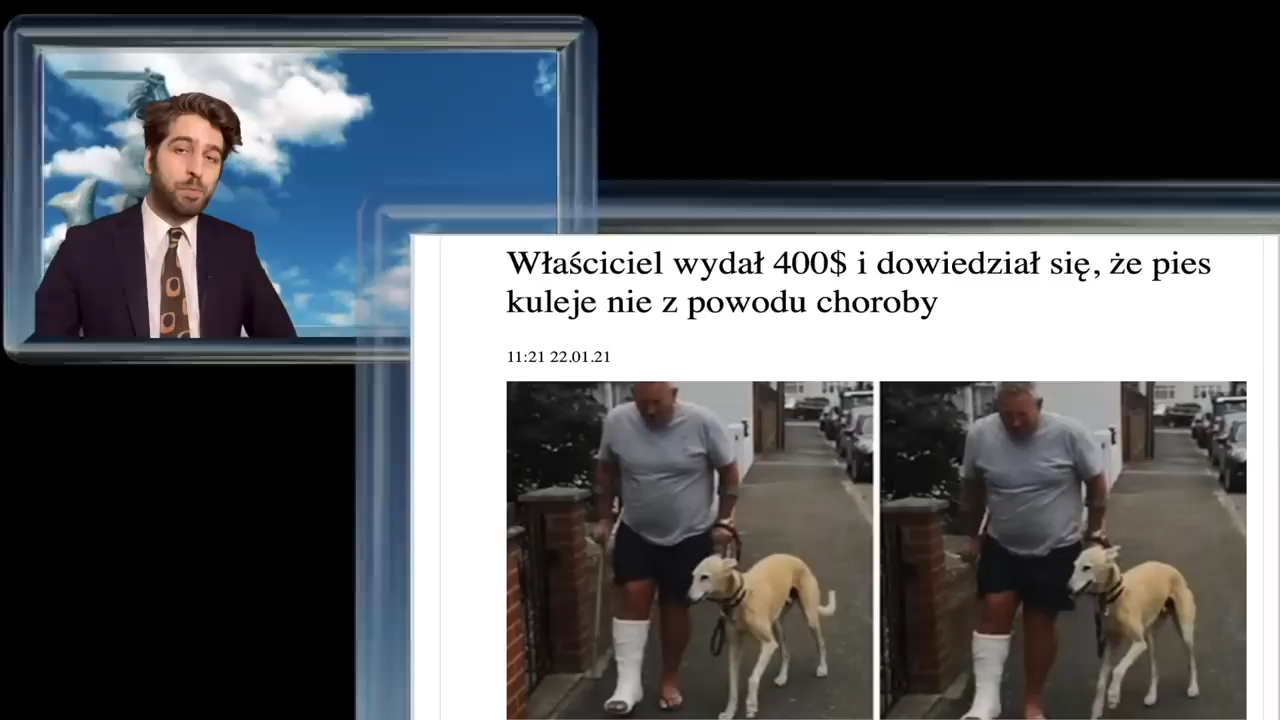 Właściciel wydał 400$ i dowiedział się, że pies
kuleje nie z powodu choroby
11:21 22.01.21